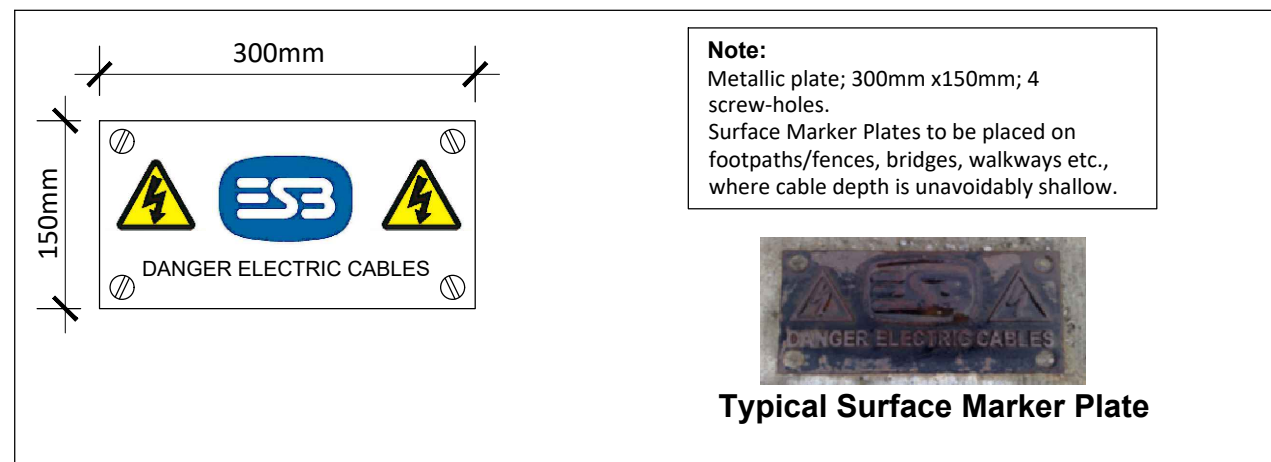 300mm
150mm
ESB
DANGER ELECTRIC CABLES
Note:
Metallic plate; 300mm x150mm; 4
screw-holes.
Surface Marker Plates to be placed on
footpaths/fences, bridges, walkways etc.,
where cable depth is unavoidably shallow.
ESB
DANGER ELECTRIC CABLES
Typical Surface Marker Plate